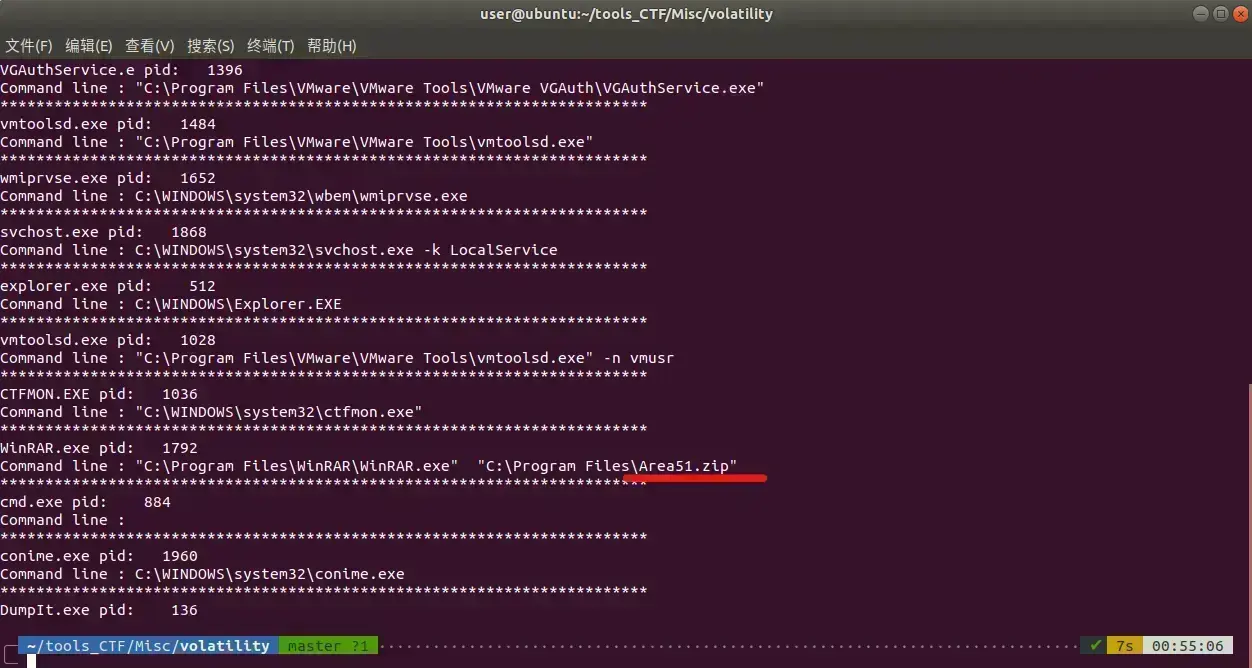 user@ubuntu:~/tools_CTF/Misc/volatility
文件(F) 编辑(E) 查看(V) 搜索(S) 终端(T) 帮助(H)
VGAuthService.e pid:   1396
Command line : "C:\Program Files\VMware\VMware Tools\VMware VGAuth\VGAuthService.exe"
************************************************************************
vmtoolsd.exe pid:   1484
Command line : "C:\Program Files\VMware\VMware Tools\vmtoolsd.exe"
************************************************************************
wmiprvse.exe pid:   1652
Command line : C:\WINDOWS\system32\wbem\wmiprvse.exe
************************************************************************
svchost.exe pid:   1868
Command line : C:\WINDOWS\system32\svchost.exe -k LocalService
************************************************************************
explorer.exe pid:    512
Command line : C:\WINDOWS\Explorer.EXE
************************************************************************
vmtoolsd.exe pid:   1028
Command line : "C:\Program Files\VMware\VMware Tools\vmtoolsd.exe" -n vmusr
************************************************************************
CTFMON.EXE pid:   1036
Command line : "C:\WINDOWS\system32\ctfmon.exe"
************************************************************************
WinRAR.exe pid:   1792
Command line : "C:\Program Files\WinRAR\WinRAR.exe"  "C:\Program Files\Area51.zip"
************************************************************************
cmd.exe pid:    884
Command line :
************************************************************************
conime.exe pid:   1960
Command line : C:\WINDOWS\system32\conime.exe
************************************************************************
DumpIt.exe pid:    136
~/tools_CTF/Misc/volatility master ?1 ✔ 7s 00:55:06